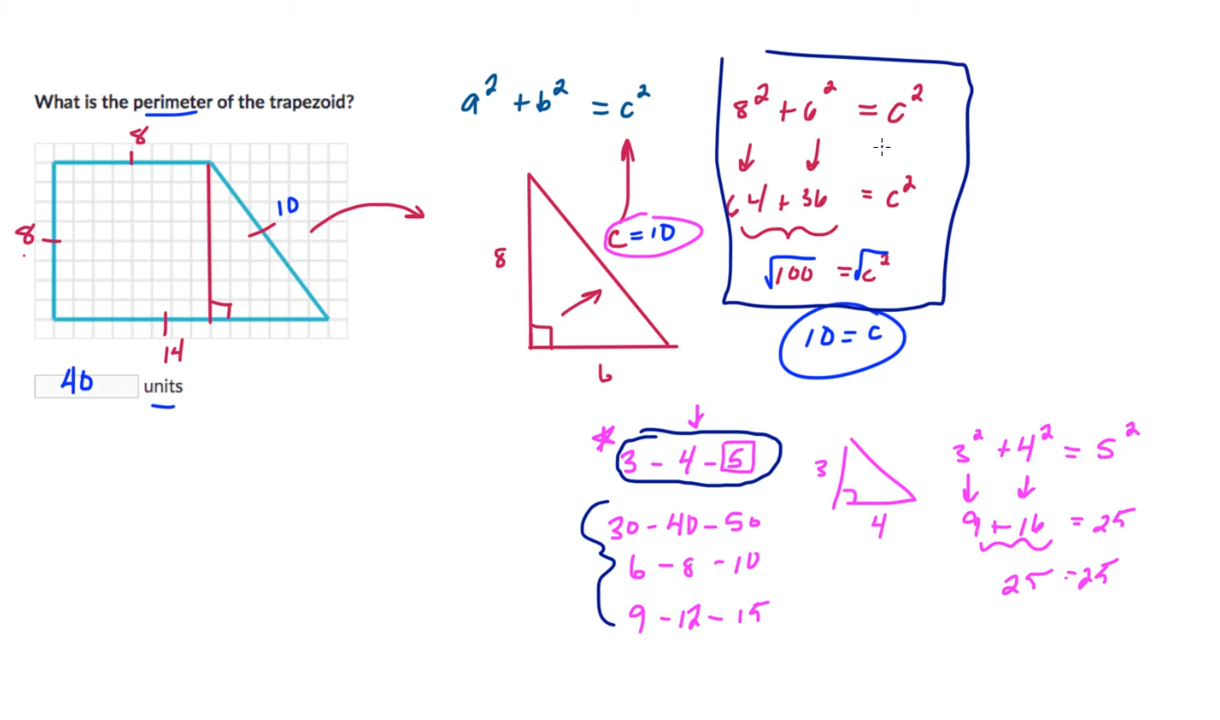 What is the perimeter of the trapezoid?
8
8
10
14
40 units
a² + b² = c²
8
c = 10
6
8² + 6² = c²
64 + 36 = c²
√100 = √c²
10 = c
* 3 - 4 - 5
30 - 40 - 50
6 - 8 - 10
9 - 12 - 15
3
4
3² + 4² = 5²
9 + 16 = 25
25 = 25